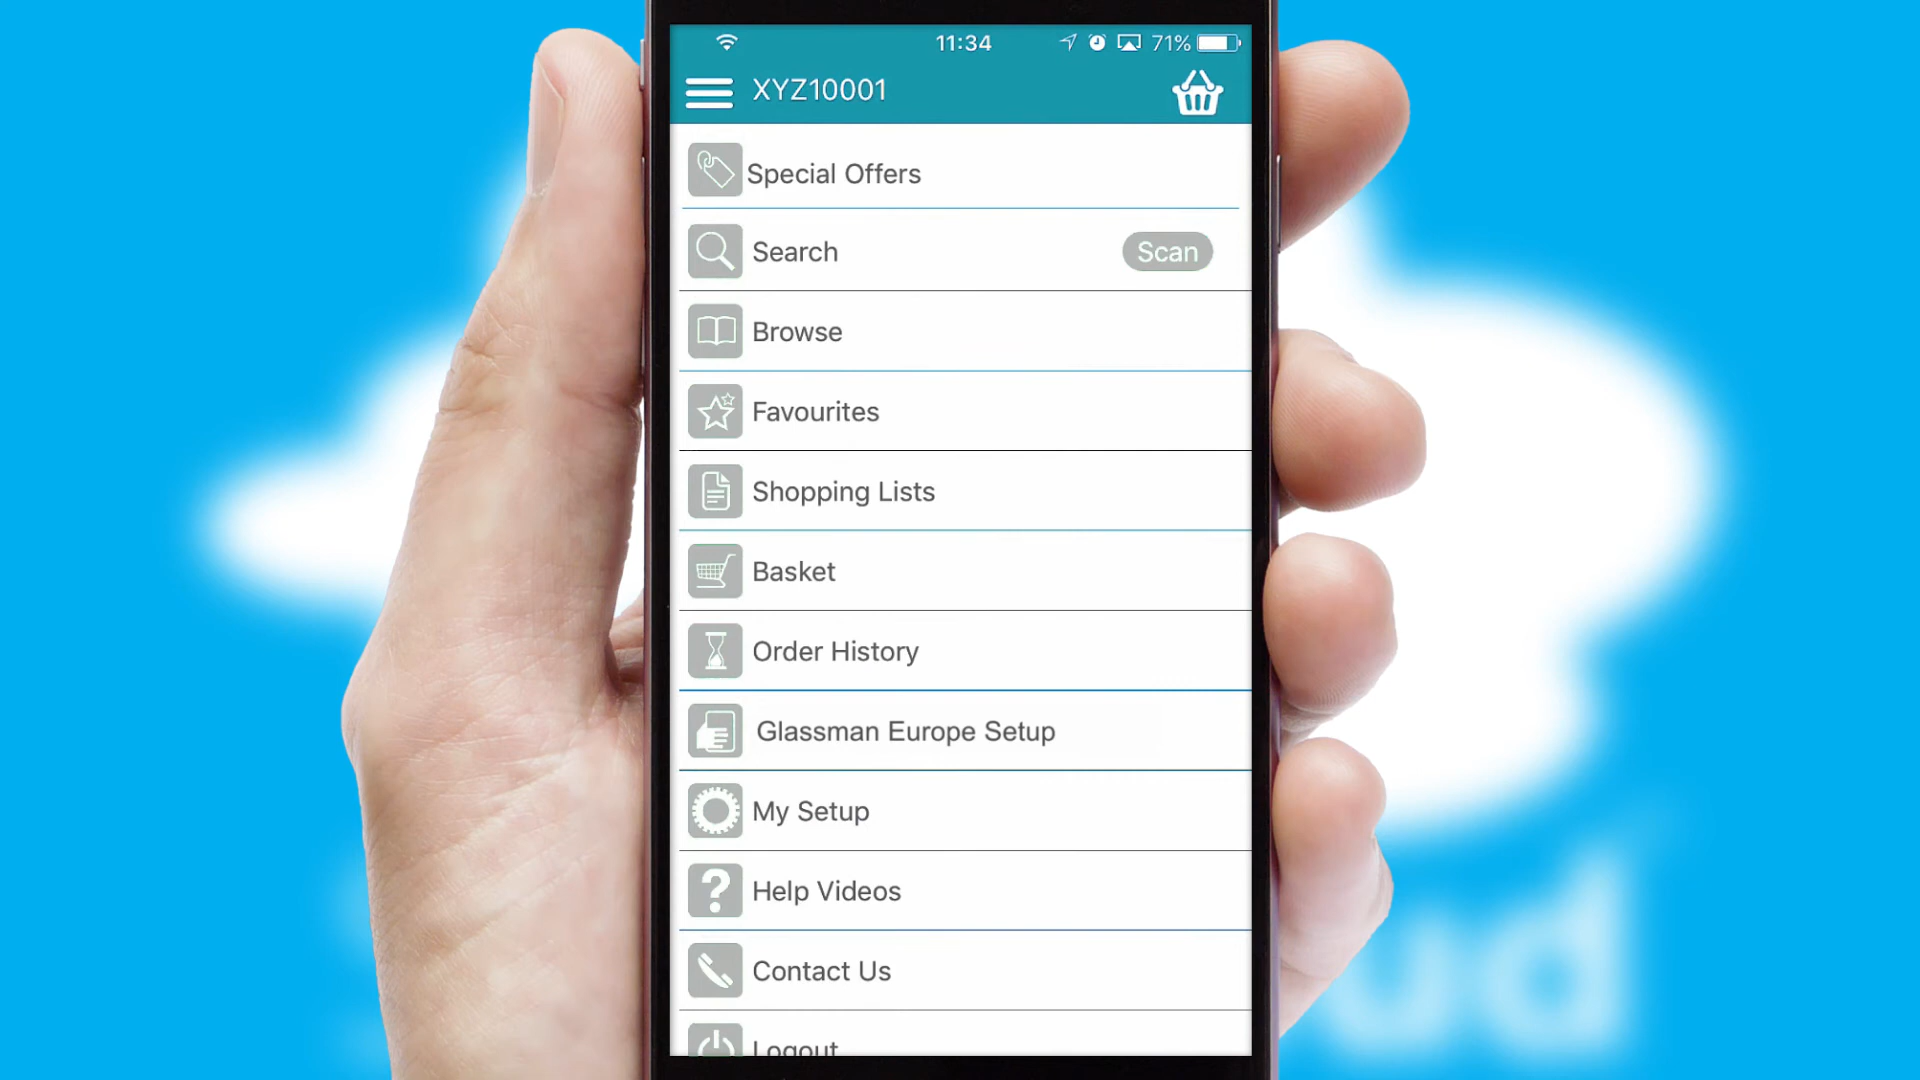 11:34 71%
XYZ10001
Special Offers
Search Scan
Browse
Favourites
Shopping Lists
Basket
Order History
Glassman Europe Setup
My Setup
Help Videos
Contact Us
Logout
ud